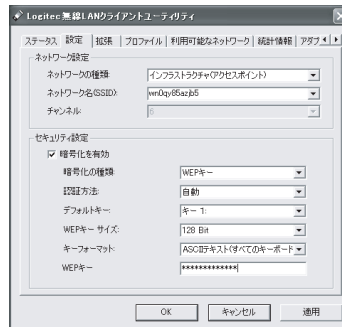 Logitec 無線LANクライアントユーティリティ
ステータス 設定 拡張 プロファイル 利用可能なネットワーク 統計情報 アダプ
ネットワーク設定
ネットワークの種類: インフラストラクチャ(アクセスポイント)
ネットワーク名(SSID): wn0qy85azjb5
チャンネル: 6
セキュリティ設定
暗号化を有効
暗号化の種類: WEPキー
認証方法: 自動
デフォルトキー: キー 1:
WEPキー サイズ: 128 Bit
キーフォーマット: ASCIIテキスト(すべてのキーボード
WEPキー *************
OK キャンセル 適用